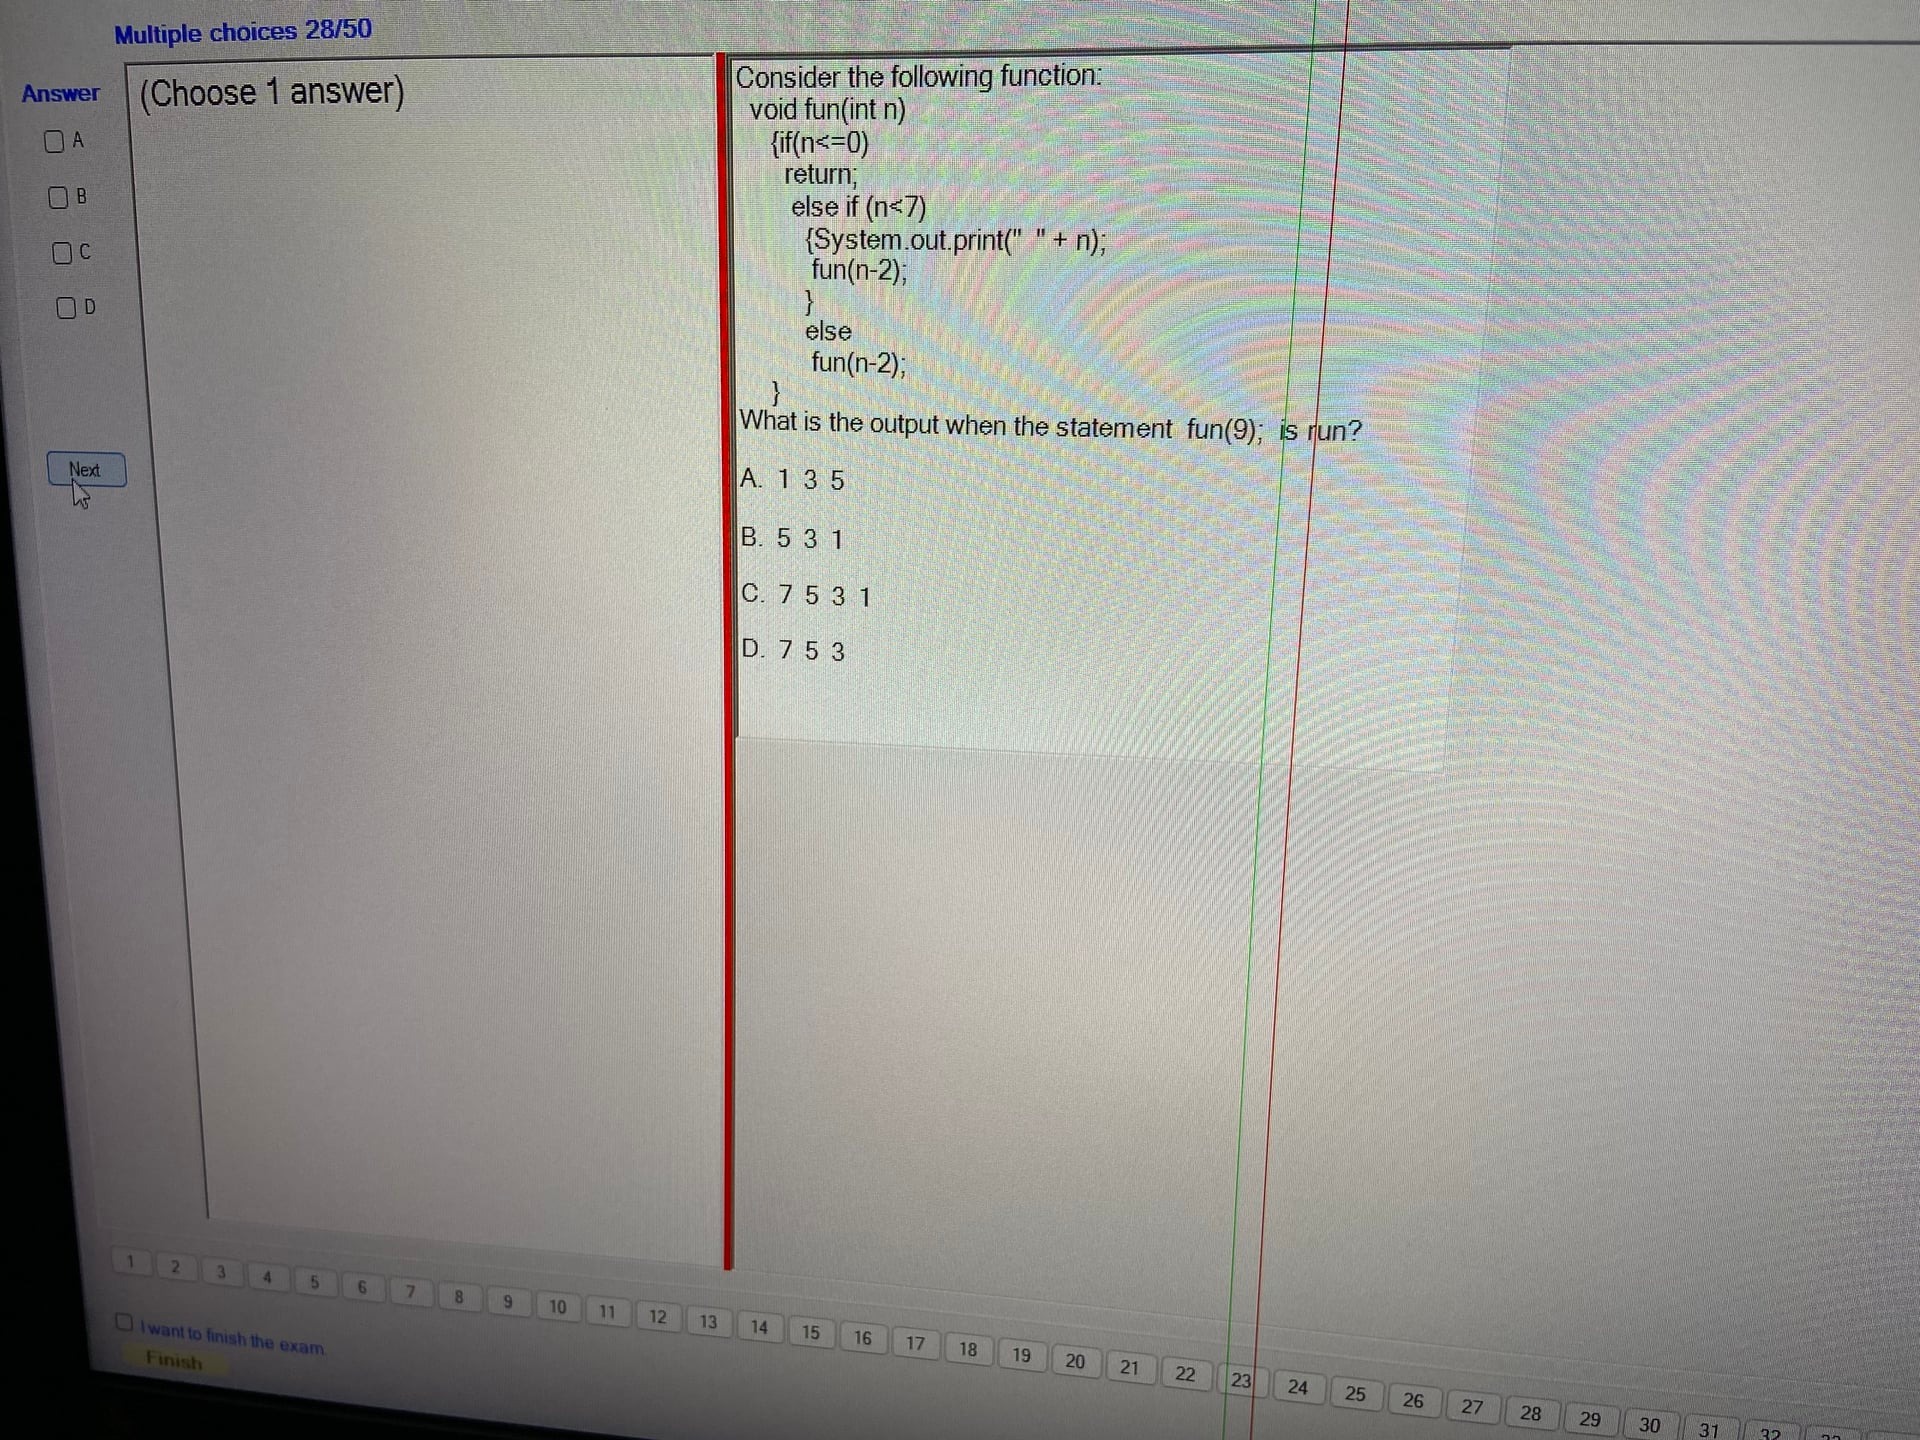 Multiple choices 28/50
Answer
A
B
C
D
Next
(Choose 1 answer)
Consider the following function:
void fun(int n)
{if(n<=0)
return;
else if (n<7)
{System.out.print("  " + n);
fun(n-2);
}
else
fun(n-2);
}
What is the output when the statement  fun(9);  is run?
A.  1  3  5
B.  5  3  1
C.  7  5  3  1
D.  7  5  3
1 2 3 4 5 6 7 8 9 10 11 12 13 14 15 16 17 18 19 20 21 22 23 24 25 26 27 28 29 30 31 32
I want to finish the exam.
Finish